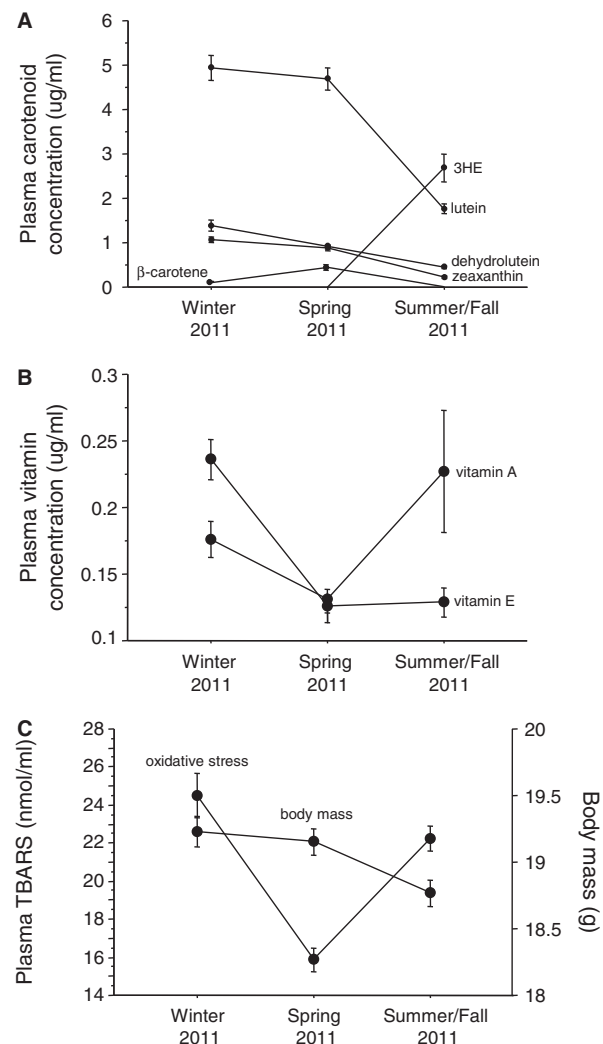 A
Plasma carotenoid
concentration (ug/ml)
6
5
4
3
2
1
0
3HE
lutein
dehydrolutein
zeaxanthin
β-carotene
Winter
2011
Spring
2011
Summer/Fall
2011
B
Plasma vitamin
concentration (ug/ml)
0.3
0.25
0.2
0.15
0.1
vitamin A
vitamin E
Winter
2011
Spring
2011
Summer/Fall
2011
C
Plasma TBARS (nmol/ml)
28
26
24
22
20
18
16
14
oxidative stress
body mass
20
19.5
19
18.5
18
Body mass (g)
Winter
2011
Spring
2011
Summer/Fall
2011